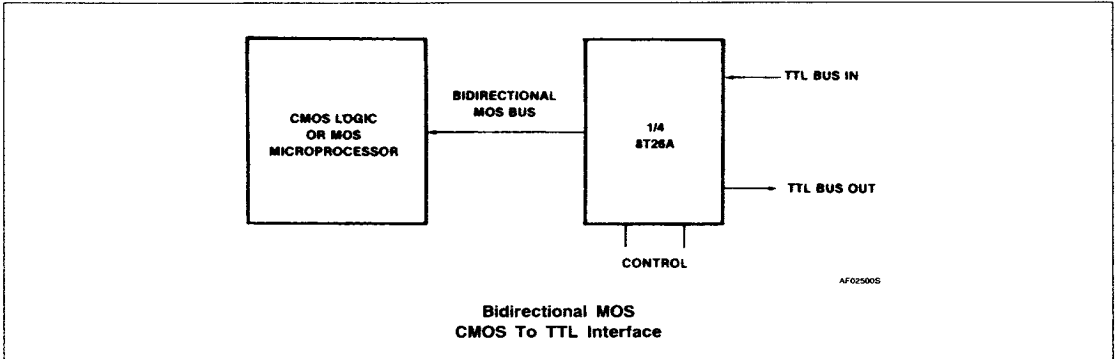 CMOS LOGIC
OR MOS
MICROPROCESSOR
BIDIRECTIONAL
MOS BUS
1/4
8T26A
TTL BUS IN
TTL BUS OUT
CONTROL
AF02500S
Bidirectional MOS
CMOS To TTL Interface